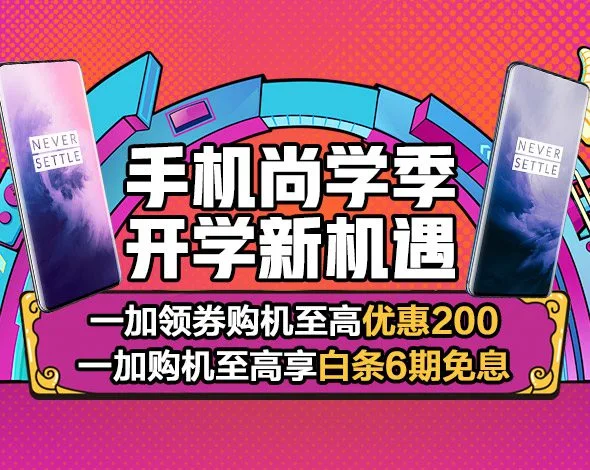 NEVER
SETTLE
NEVER
SETTLE
手机尚学季
开学新机遇
一加领券购机至高优惠200
一加购机至高享白条6期免息